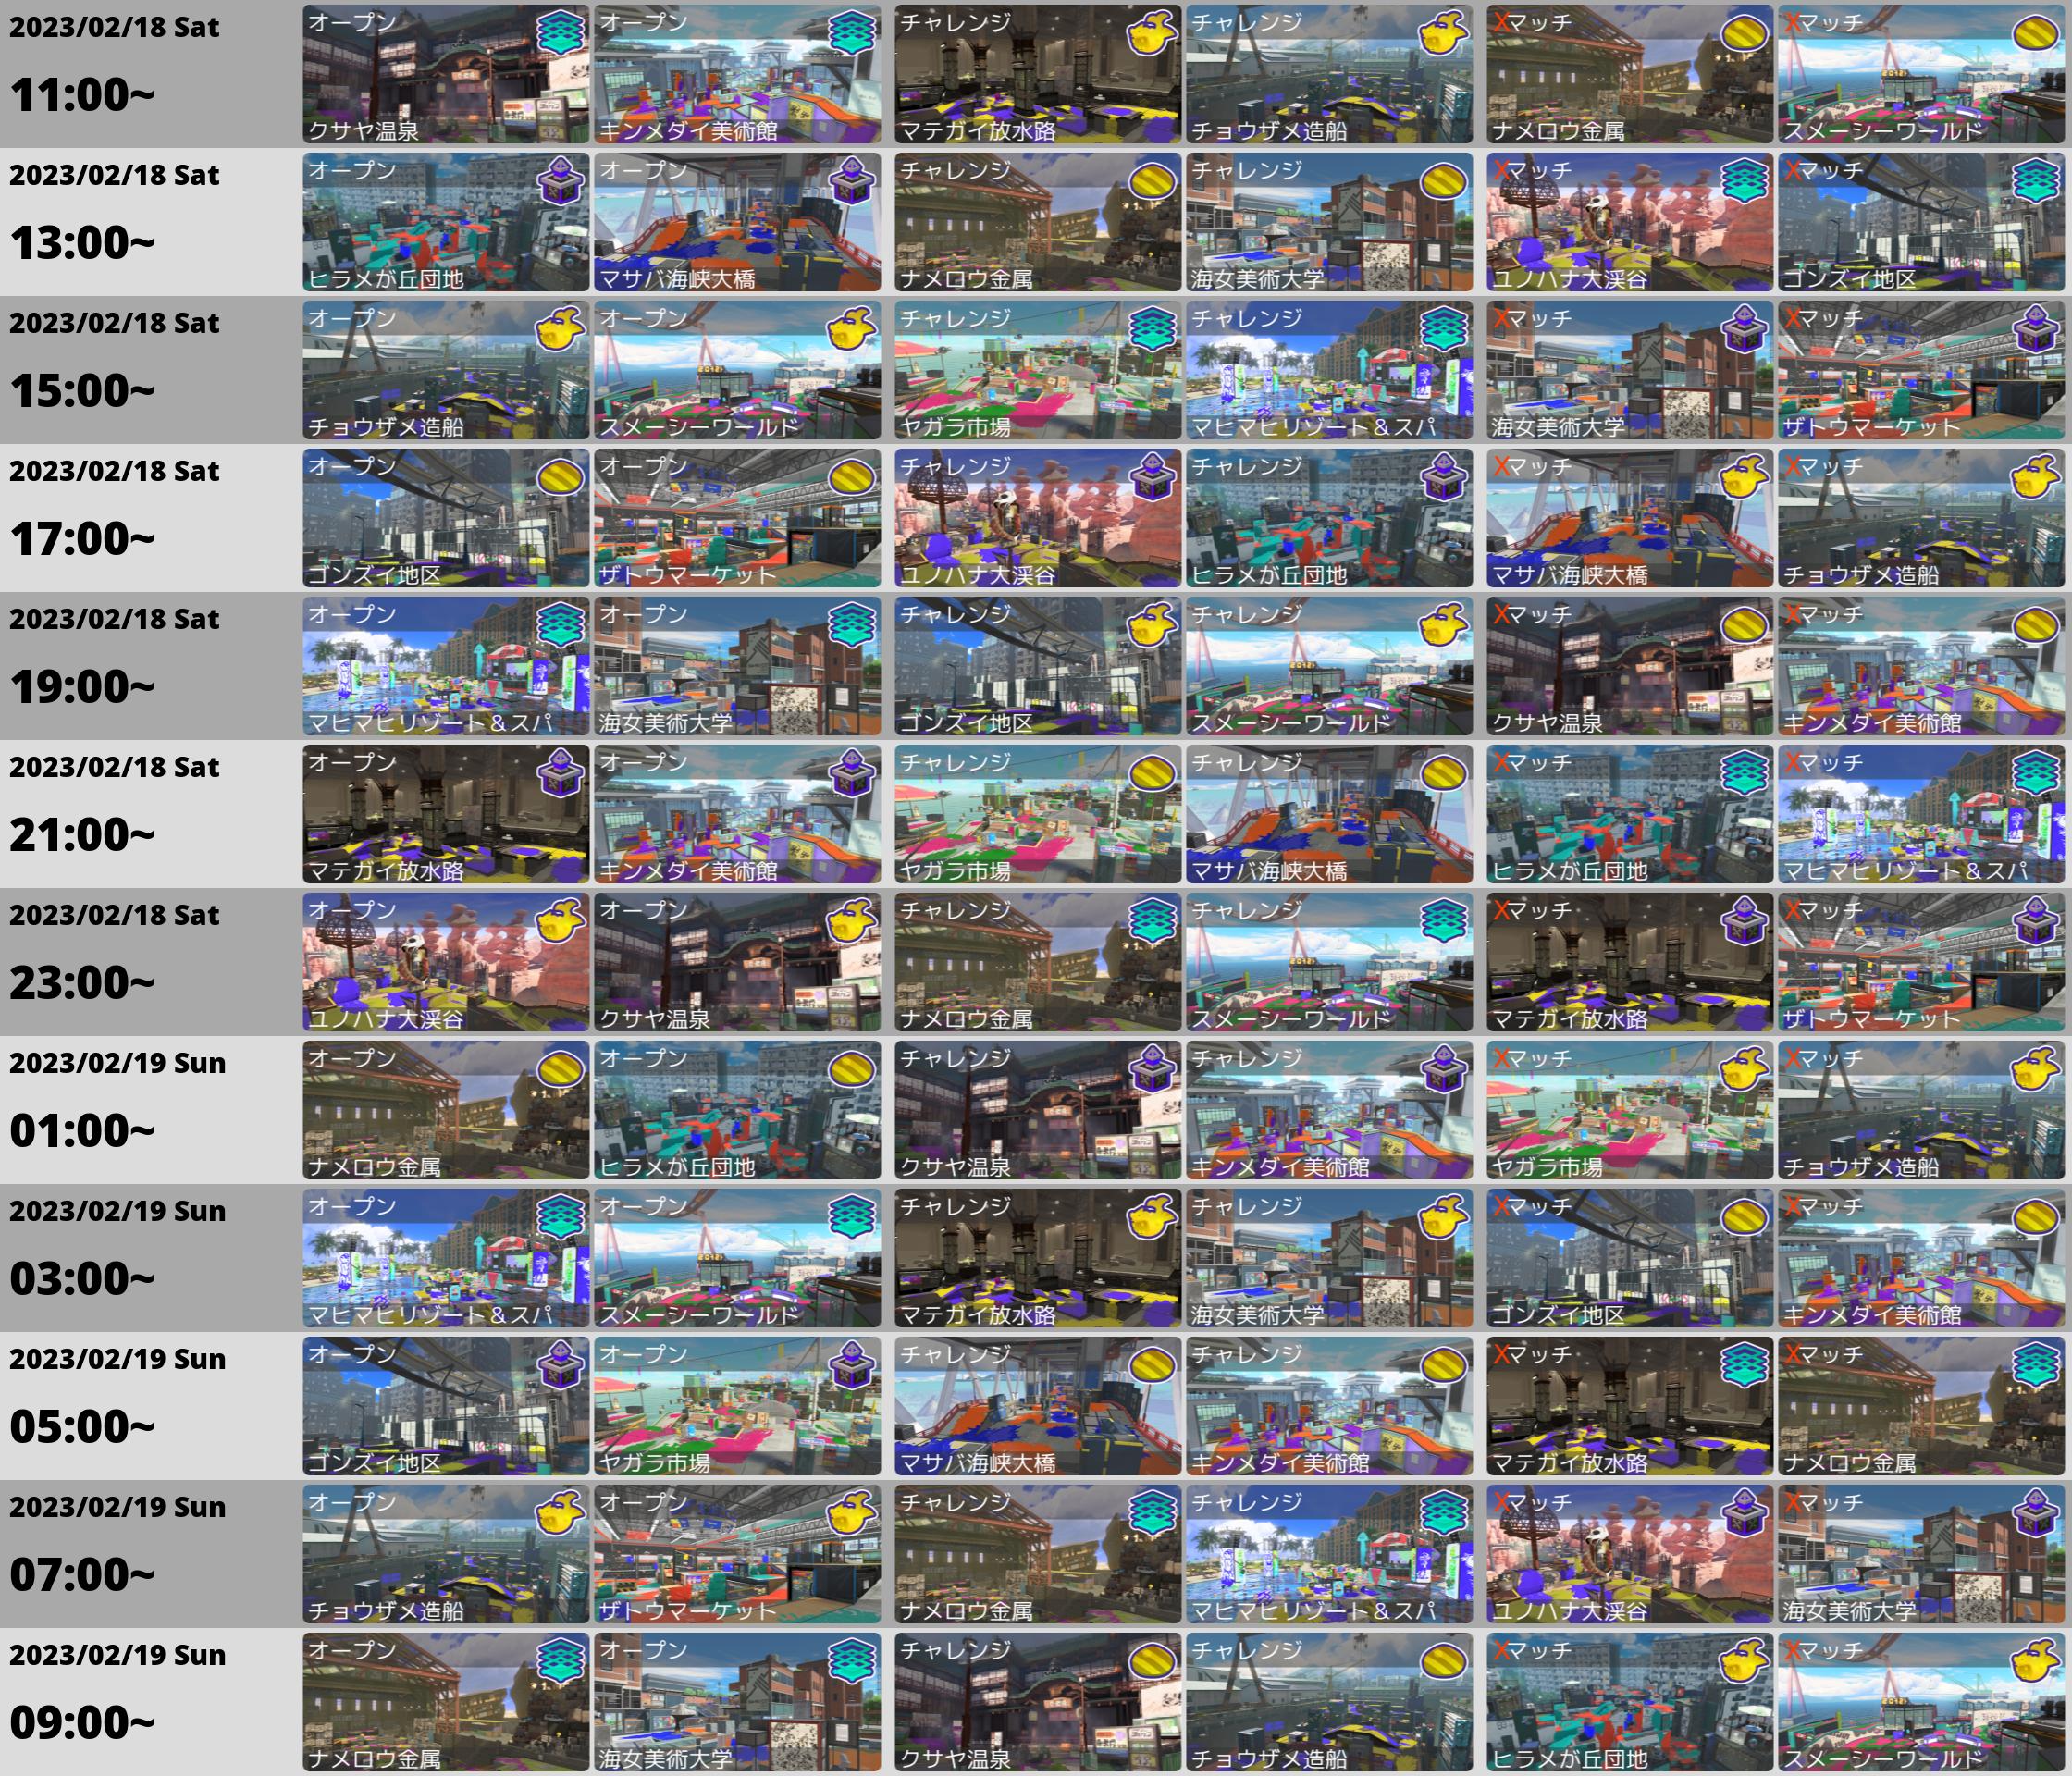 2023/02/18 Sat
11:00~
オープン オープン チャレンジ チャレンジ Xマッチ Xマッチ
クサヤ温泉 キンメダイ美術館 マテガイ放水路 チョウザメ造船 ナメロウ金属 スメーシーワールド
2023/02/18 Sat
13:00~
オープン オープン チャレンジ チャレンジ Xマッチ Xマッチ
ヒラメが丘団地 マサバ海峡大橋 ナメロウ金属 海女美術大学 ユノハナ大渓谷 ゴンズイ地区
2023/02/18 Sat
15:00~
オープン オープン チャレンジ チャレンジ Xマッチ Xマッチ
チョウザメ造船 スメーシーワールド ヤガラ市場 マヒマヒリゾート&スパ 海女美術大学 ザトウマーケット
2023/02/18 Sat
17:00~
オープン オープン チャレンジ チャレンジ Xマッチ Xマッチ
ゴンズイ地区 ザトウマーケット ユノハナ大渓谷 ヒラメが丘団地 マサバ海峡大橋 チョウザメ造船
2023/02/18 Sat
19:00~
オープン オープン チャレンジ チャレンジ Xマッチ Xマッチ
マヒマヒリゾート&スパ 海女美術大学 ゴンズイ地区 スメーシーワールド クサヤ温泉 キンメダイ美術館
2023/02/18 Sat
21:00~
オープン オープン チャレンジ チャレンジ Xマッチ Xマッチ
マテガイ放水路 キンメダイ美術館 ヤガラ市場 マサバ海峡大橋 ヒラメが丘団地 マヒマヒリゾート&スパ
2023/02/18 Sat
23:00~
オープン オープン チャレンジ チャレンジ Xマッチ Xマッチ
ユノハナ大渓谷 クサヤ温泉 ナメロウ金属 スメーシーワールド マテガイ放水路 ザトウマーケット
2023/02/19 Sun
01:00~
オープン オープン チャレンジ チャレンジ Xマッチ Xマッチ
ナメロウ金属 ヒラメが丘団地 クサヤ温泉 キンメダイ美術館 ヤガラ市場 チョウザメ造船
2023/02/19 Sun
03:00~
オープン オープン チャレンジ チャレンジ Xマッチ Xマッチ
マヒマヒリゾート&スパ スメーシーワールド マテガイ放水路 海女美術大学 ゴンズイ地区 キンメダイ美術館
2023/02/19 Sun
05:00~
オープン オープン チャレンジ チャレンジ Xマッチ Xマッチ
ゴンズイ地区 ヤガラ市場 マサバ海峡大橋 キンメダイ美術館 マテガイ放水路 ナメロウ金属
2023/02/19 Sun
07:00~
オープン オープン チャレンジ チャレンジ Xマッチ Xマッチ
チョウザメ造船 ザトウマーケット ナメロウ金属 マヒマヒリゾート&スパ ユノハナ大渓谷 海女美術大学
2023/02/19 Sun
09:00~
オープン オープン チャレンジ チャレンジ Xマッチ Xマッチ
ナメロウ金属 海女美術大学 クサヤ温泉 チョウザメ造船 ヒラメが丘団地 スメーシーワールド